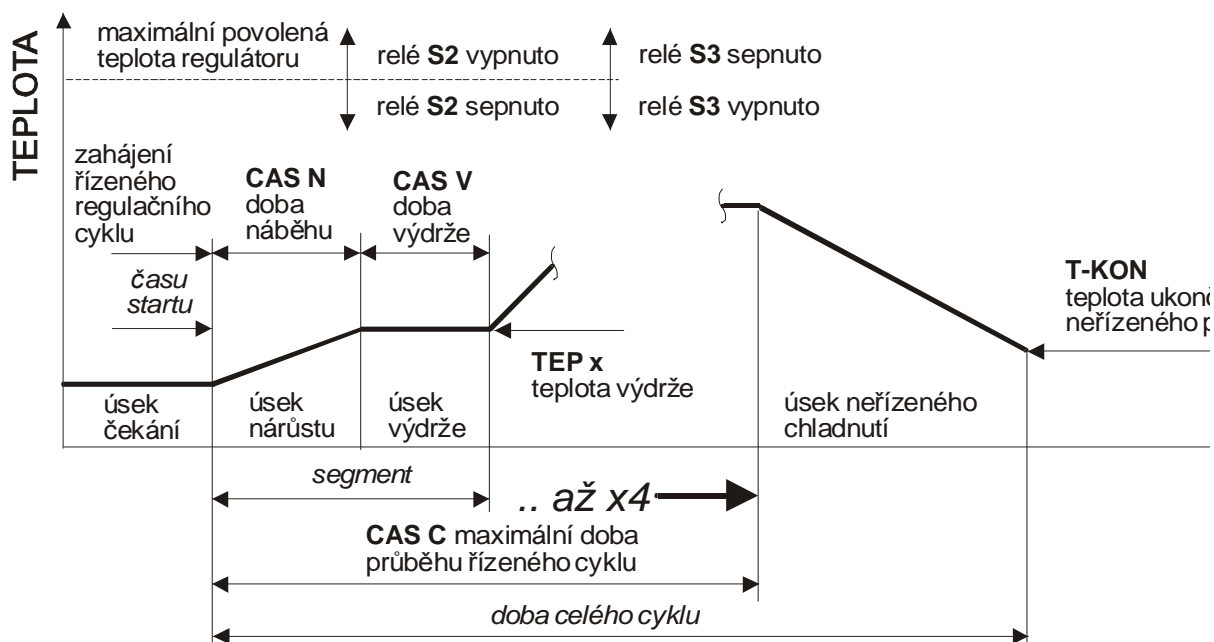 TEPLOTA
maximální povolená
teplota regulátoru
relé S2 vypnuto
relé S2 sepnuto
relé S3 sepnuto
relé S3 vypnuto
zahájení
řízeného
regulačního
cyklu
času
startu
CAS N
doba
náběhu
CAS V
doba
výdrže
TEP x
teplota výdrže
T-KON
teplota
neřízeného
úsek
čekání
úsek
nárůstu
úsek
výdrže
úsek neřízeného
chladnutí
segment
.. až x4
CAS C maximální doba
průběhu řízeného cyklu
doba celého cyklu